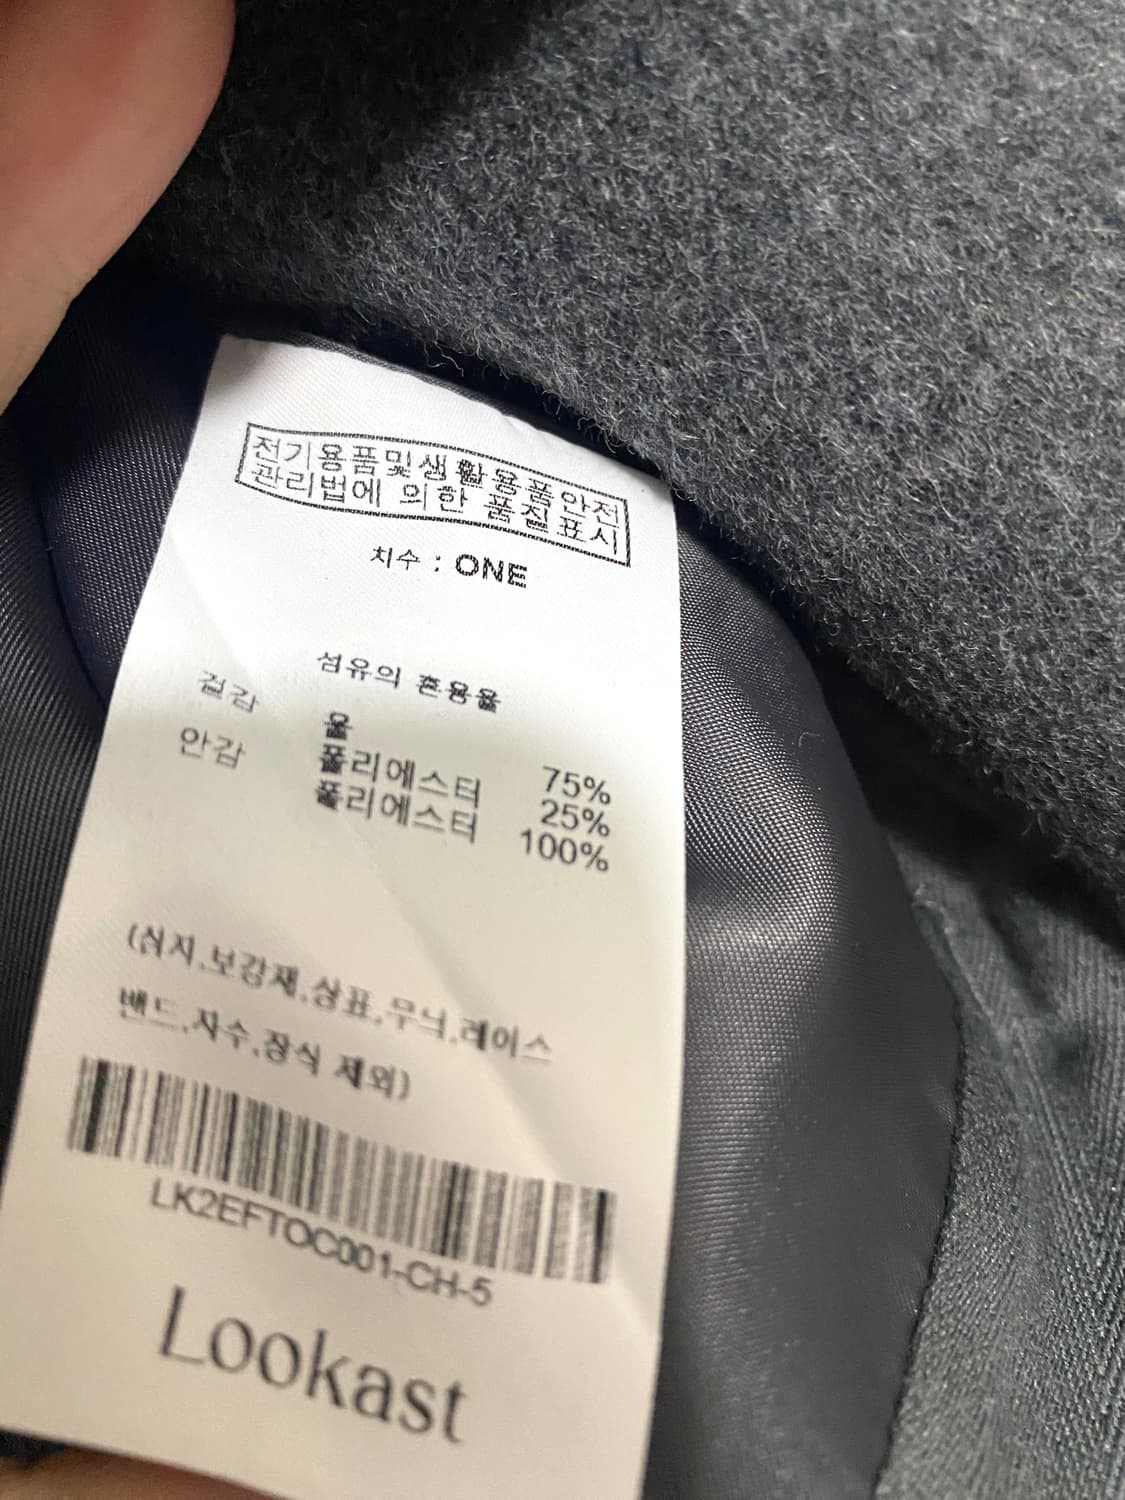 전기용품및생활용품안전
관리법에 의한 품질표시
치수 : ONE
섬유의 혼용율
겉감 울 75%
안감 폴리에스터 25%
폴리에스터 100%
(심지,보강재,상표,무늬,레이스
밴드,자수,장식 제외)
LK2EFTOC001-CH-5
Lookast